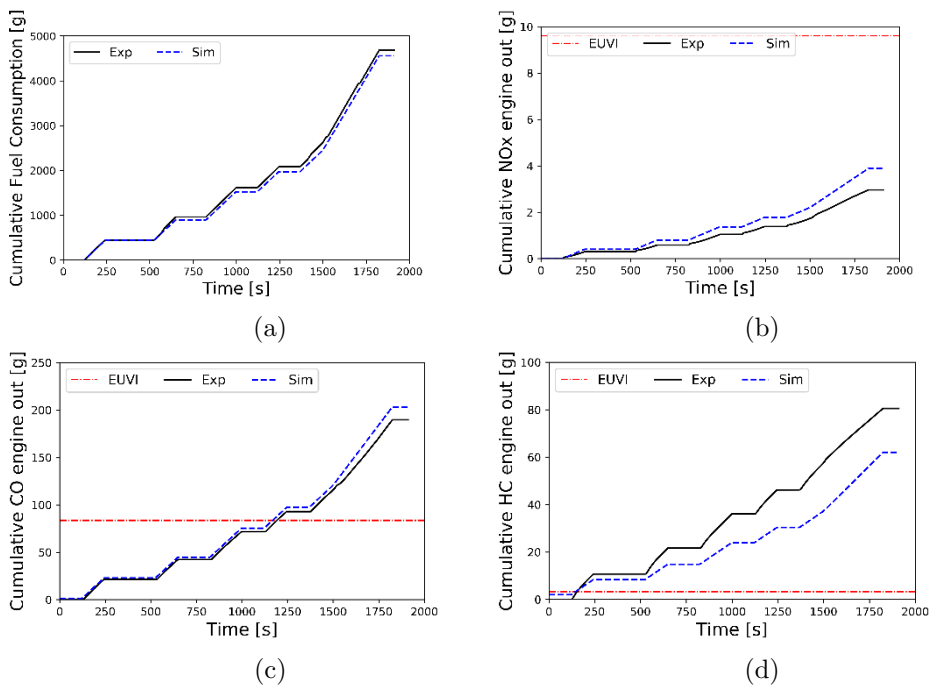 Cumulative Fuel Consumption [g]
5000
4000
3000
2000
1000
0
Exp Sim
0 250 500 750 1000 1250 1500 1750 2000
Time [s]
(a)
Cumulative NOx engine out [g]
10
8
6
4
2
0
EUVI Exp Sim
0 250 500 750 1000 1250 1500 1750 2000
Time [s]
(b)
Cumulative CO engine out [g]
250
200
150
100
50
0
EUVI Exp Sim
0 250 500 750 1000 1250 1500 1750 2000
Time [s]
(c)
Cumulative HC engine out [g]
100
80
60
40
20
0
EUVI Exp Sim
0 250 500 750 1000 1250 1500 1750 2000
Time [s]
(d)